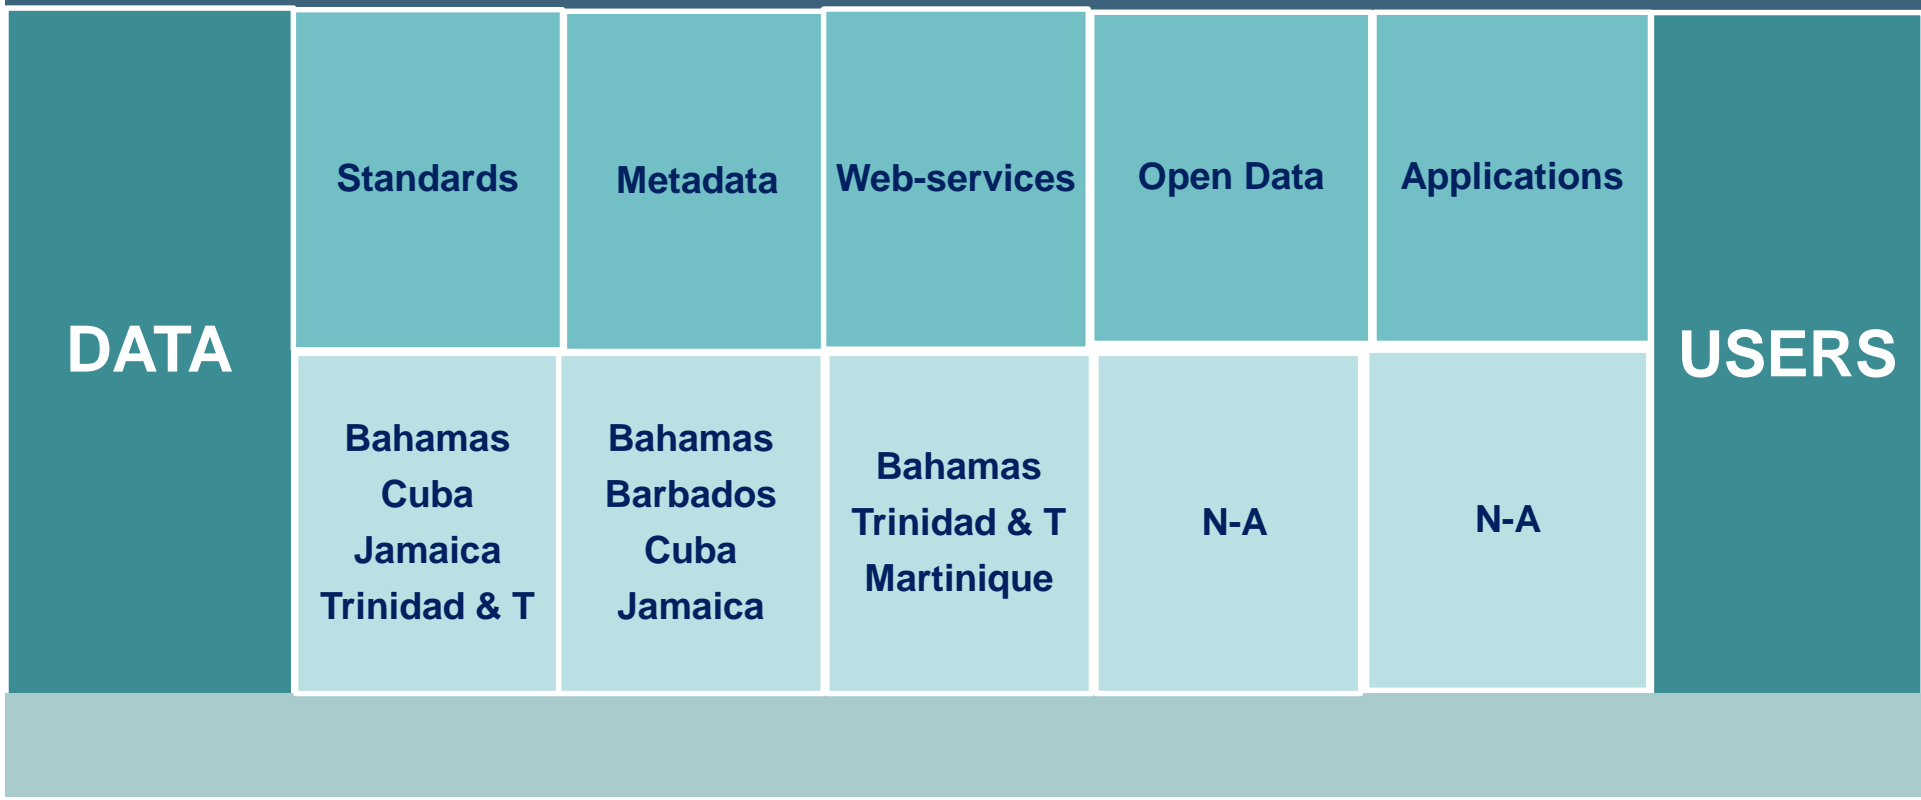 DATA
Standards
Metadata
Web-services
Open Data
Applications
USERS
Bahamas
Cuba
Jamaica
Trinidad & T
Bahamas
Barbados
Cuba
Jamaica
Bahamas
Trinidad & T
Martinique
N-A
N-A